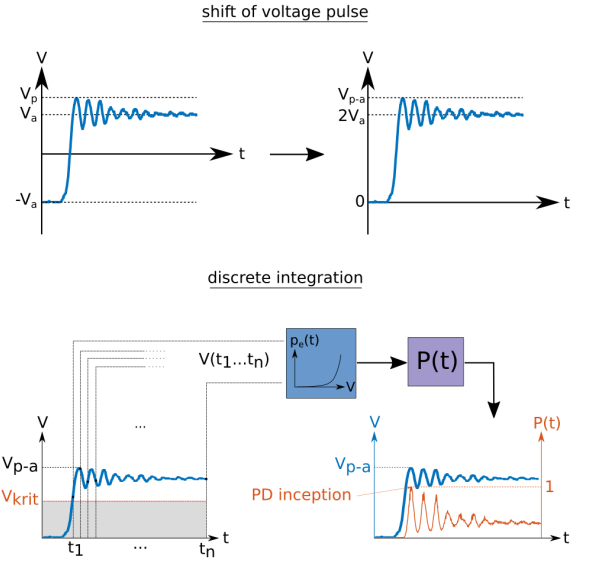 shift of voltage pulse
V
Vₚ
Vₐ
-Vₐ
t
V
Vₚ₋ₐ
2Vₐ
0
t
discrete integration
V(t₁...tₙ)
pₑ(t)
V
P(t)
...
V
Vₚ₋ₐ
Vkrit
t₁
...
tₙ
t
V
P(t)
Vₚ₋ₐ
PD inception
1
t